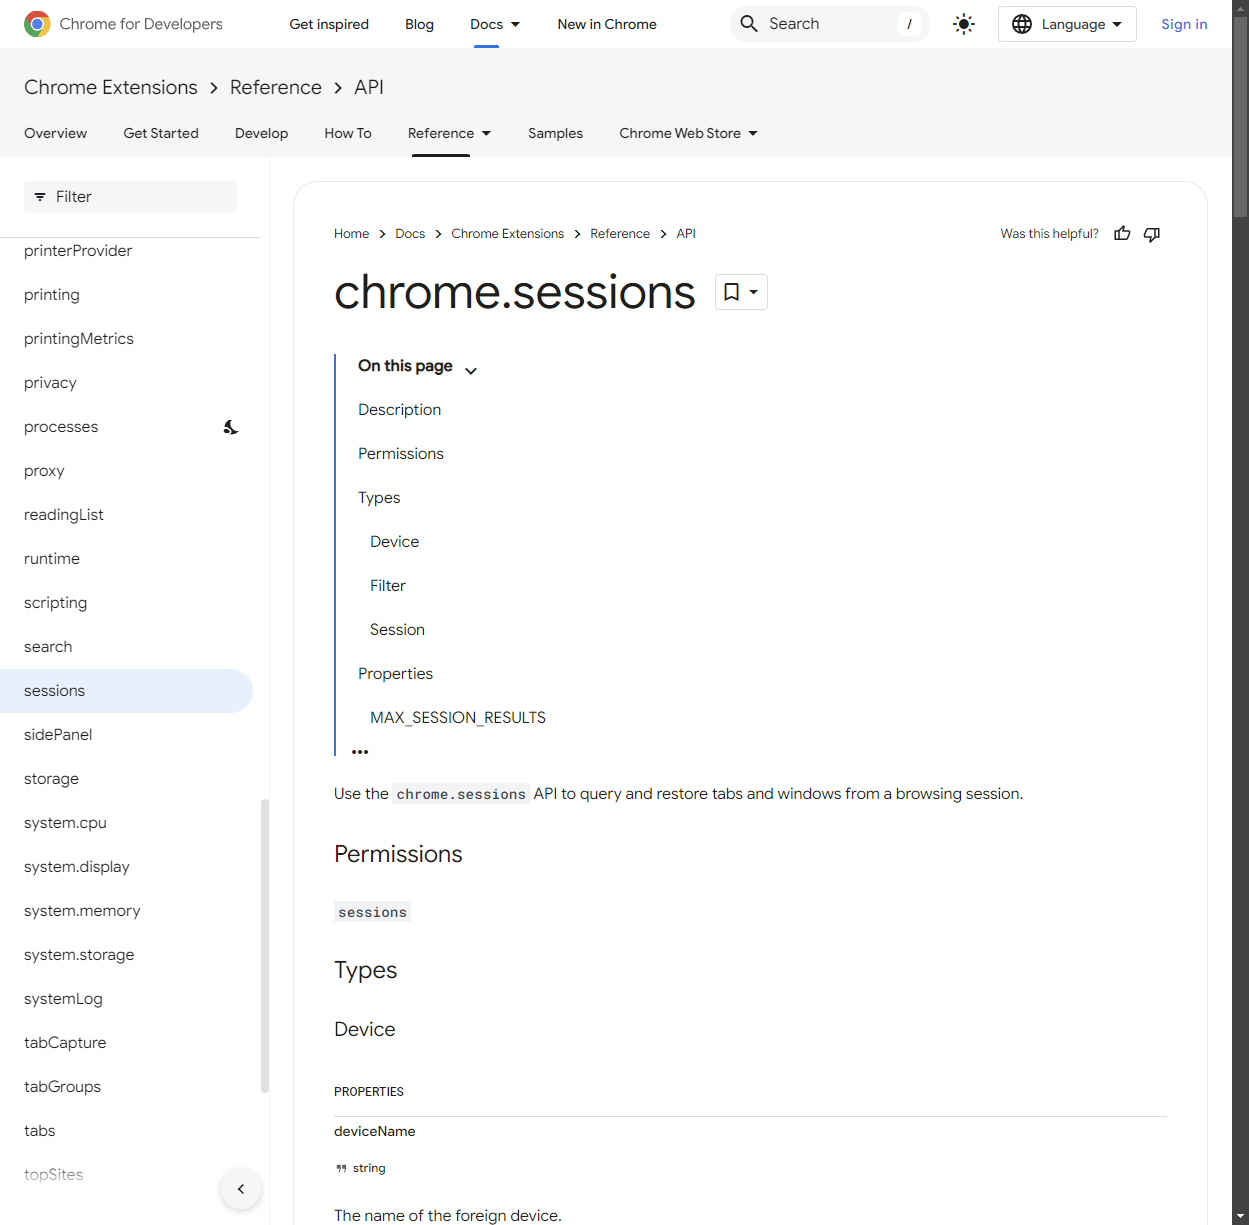 Chrome for Developers
Get inspired
Blog
Docs
New in Chrome
Search
/
Language
Sign in
Chrome Extensions
Reference
API
Overview
Get Started
Develop
How To
Reference
Samples
Chrome Web Store
Filter
printerProvider
printing
printingMetrics
privacy
processes
proxy
readingList
runtime
scripting
search
sessions
sidePanel
storage
system.cpu
system.display
system.memory
system.storage
systemLog
tabCapture
tabGroups
tabs
topSites
Home
Docs
Chrome Extensions
Reference
API
Was this helpful?
chrome.sessions
On this page
Description
Permissions
Types
Device
Filter
Session
Properties
MAX_SESSION_RESULTS
Use the chrome.sessions API to query and restore tabs and windows from a browsing session.
Permissions
sessions
Types
Device
PROPERTIES
deviceName
string
The name of the foreign device.